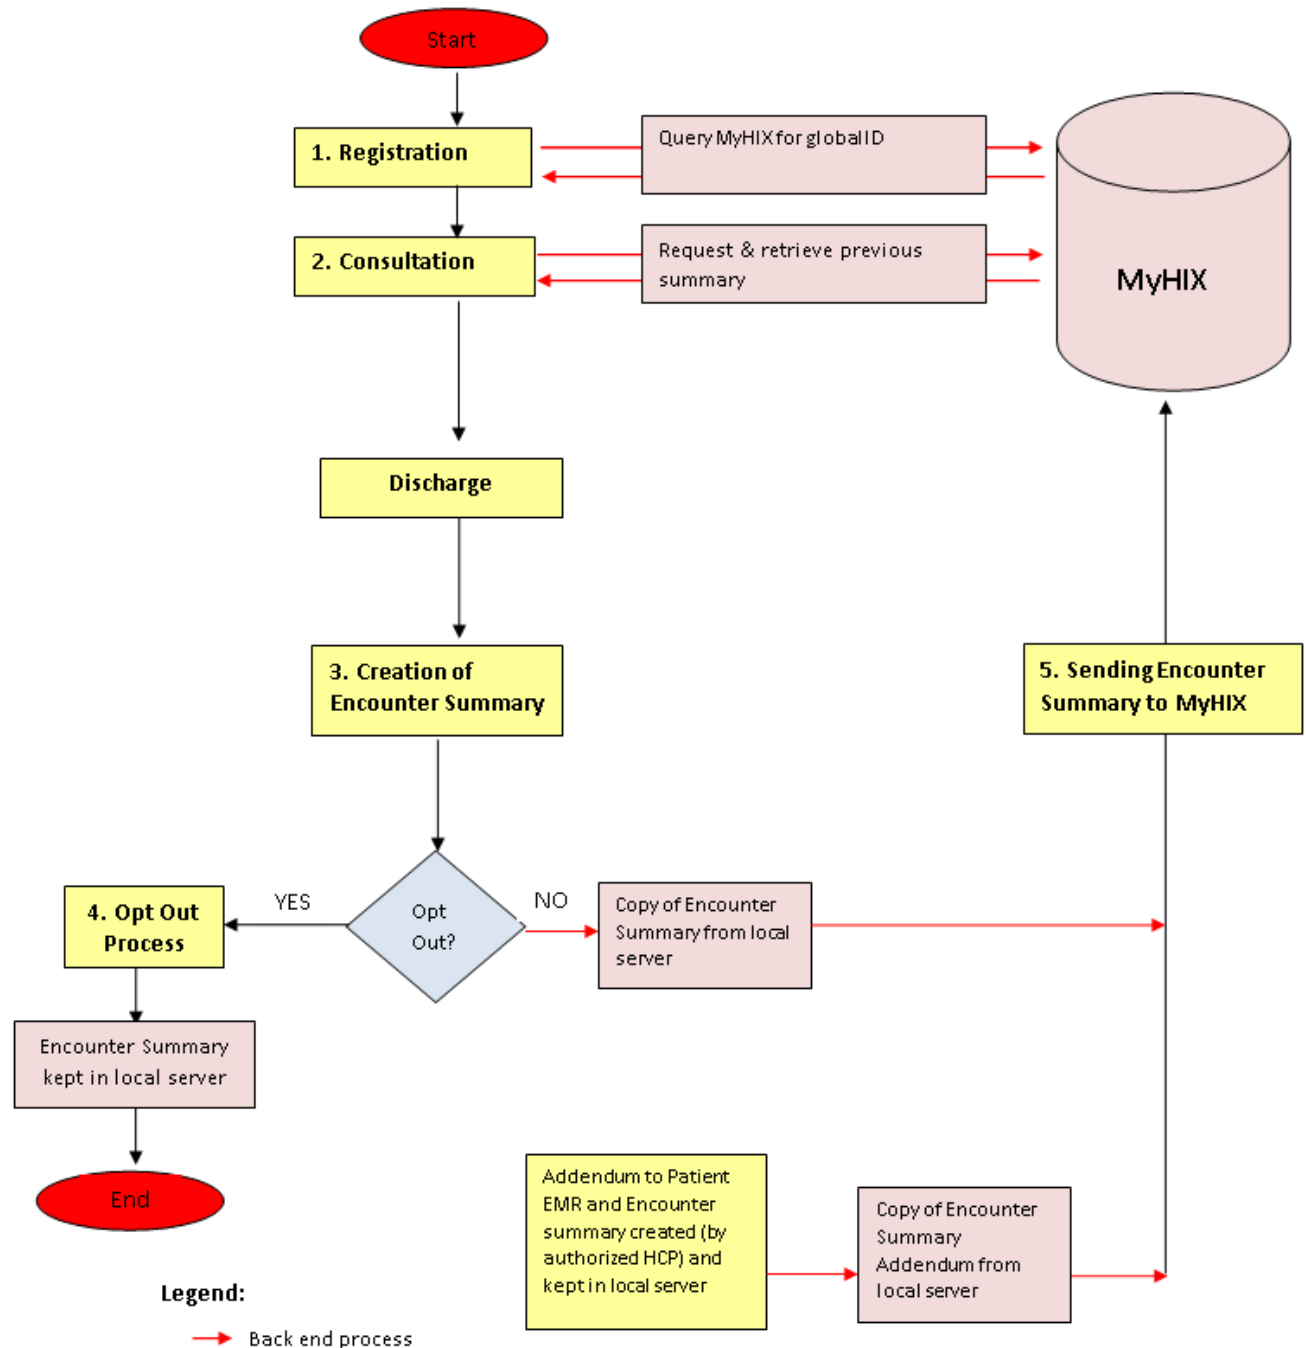 Start
1. Registration
Query MyHIX for global ID
2. Consultation
Request & retrieve previous
summary
MyHIX
Discharge
3. Creation of
Encounter Summary
5. Sending Encounter
Summary to MyHIX
4. Opt Out
Process
YES
Opt
Out?
NO
Copy of Encounter
Summary from local
server
Encounter Summary
kept in local server
End
Addendum to Patient
EMR and Encounter
summary created (by
authorized HCP) and
kept in local server
Copy of Encounter
Summary
Addendum from
local server
Legend:
Back end process